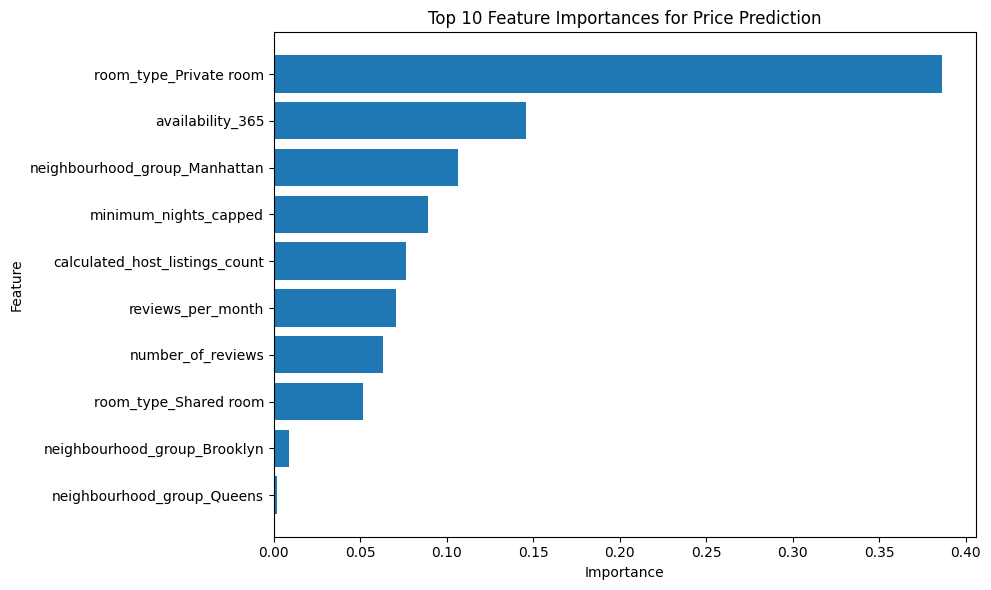 Top 10 Feature Importances for Price Prediction
room_type_Private room
availability_365
neighbourhood_group_Manhattan
minimum_nights_capped
calculated_host_listings_count
reviews_per_month
number_of_reviews
room_type_Shared room
neighbourhood_group_Brooklyn
neighbourhood_group_Queens
Feature
0.00 0.05 0.10 0.15 0.20 0.25 0.30 0.35 0.40
Importance